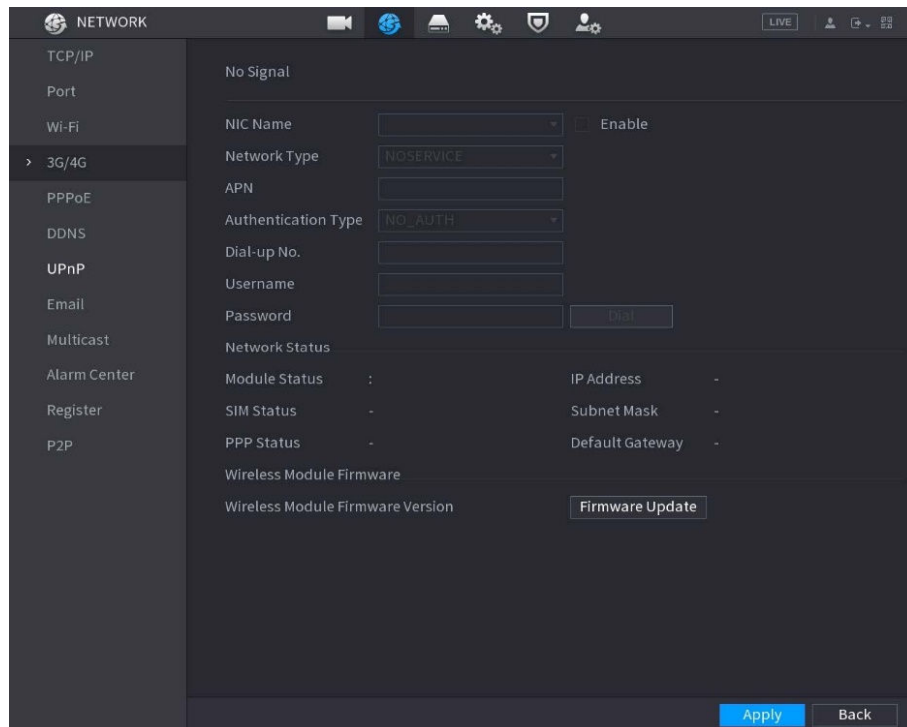 NETWORK LIVE
TCP/IP
Port
Wi-Fi
3G/4G
PPPoE
DDNS
UPnP
Email
Multicast
Alarm Center
Register
P2P
No Signal
NIC Name Enable
Network Type NOSERVICE
APN
Authentication Type NO_AUTH
Dial-up No.
Username
Password Dial
Network Status
Module Status : IP Address -
SIM Status - Subnet Mask -
PPP Status - Default Gateway -
Wireless Module Firmware
Wireless Module Firmware Version Firmware Update
Apply Back